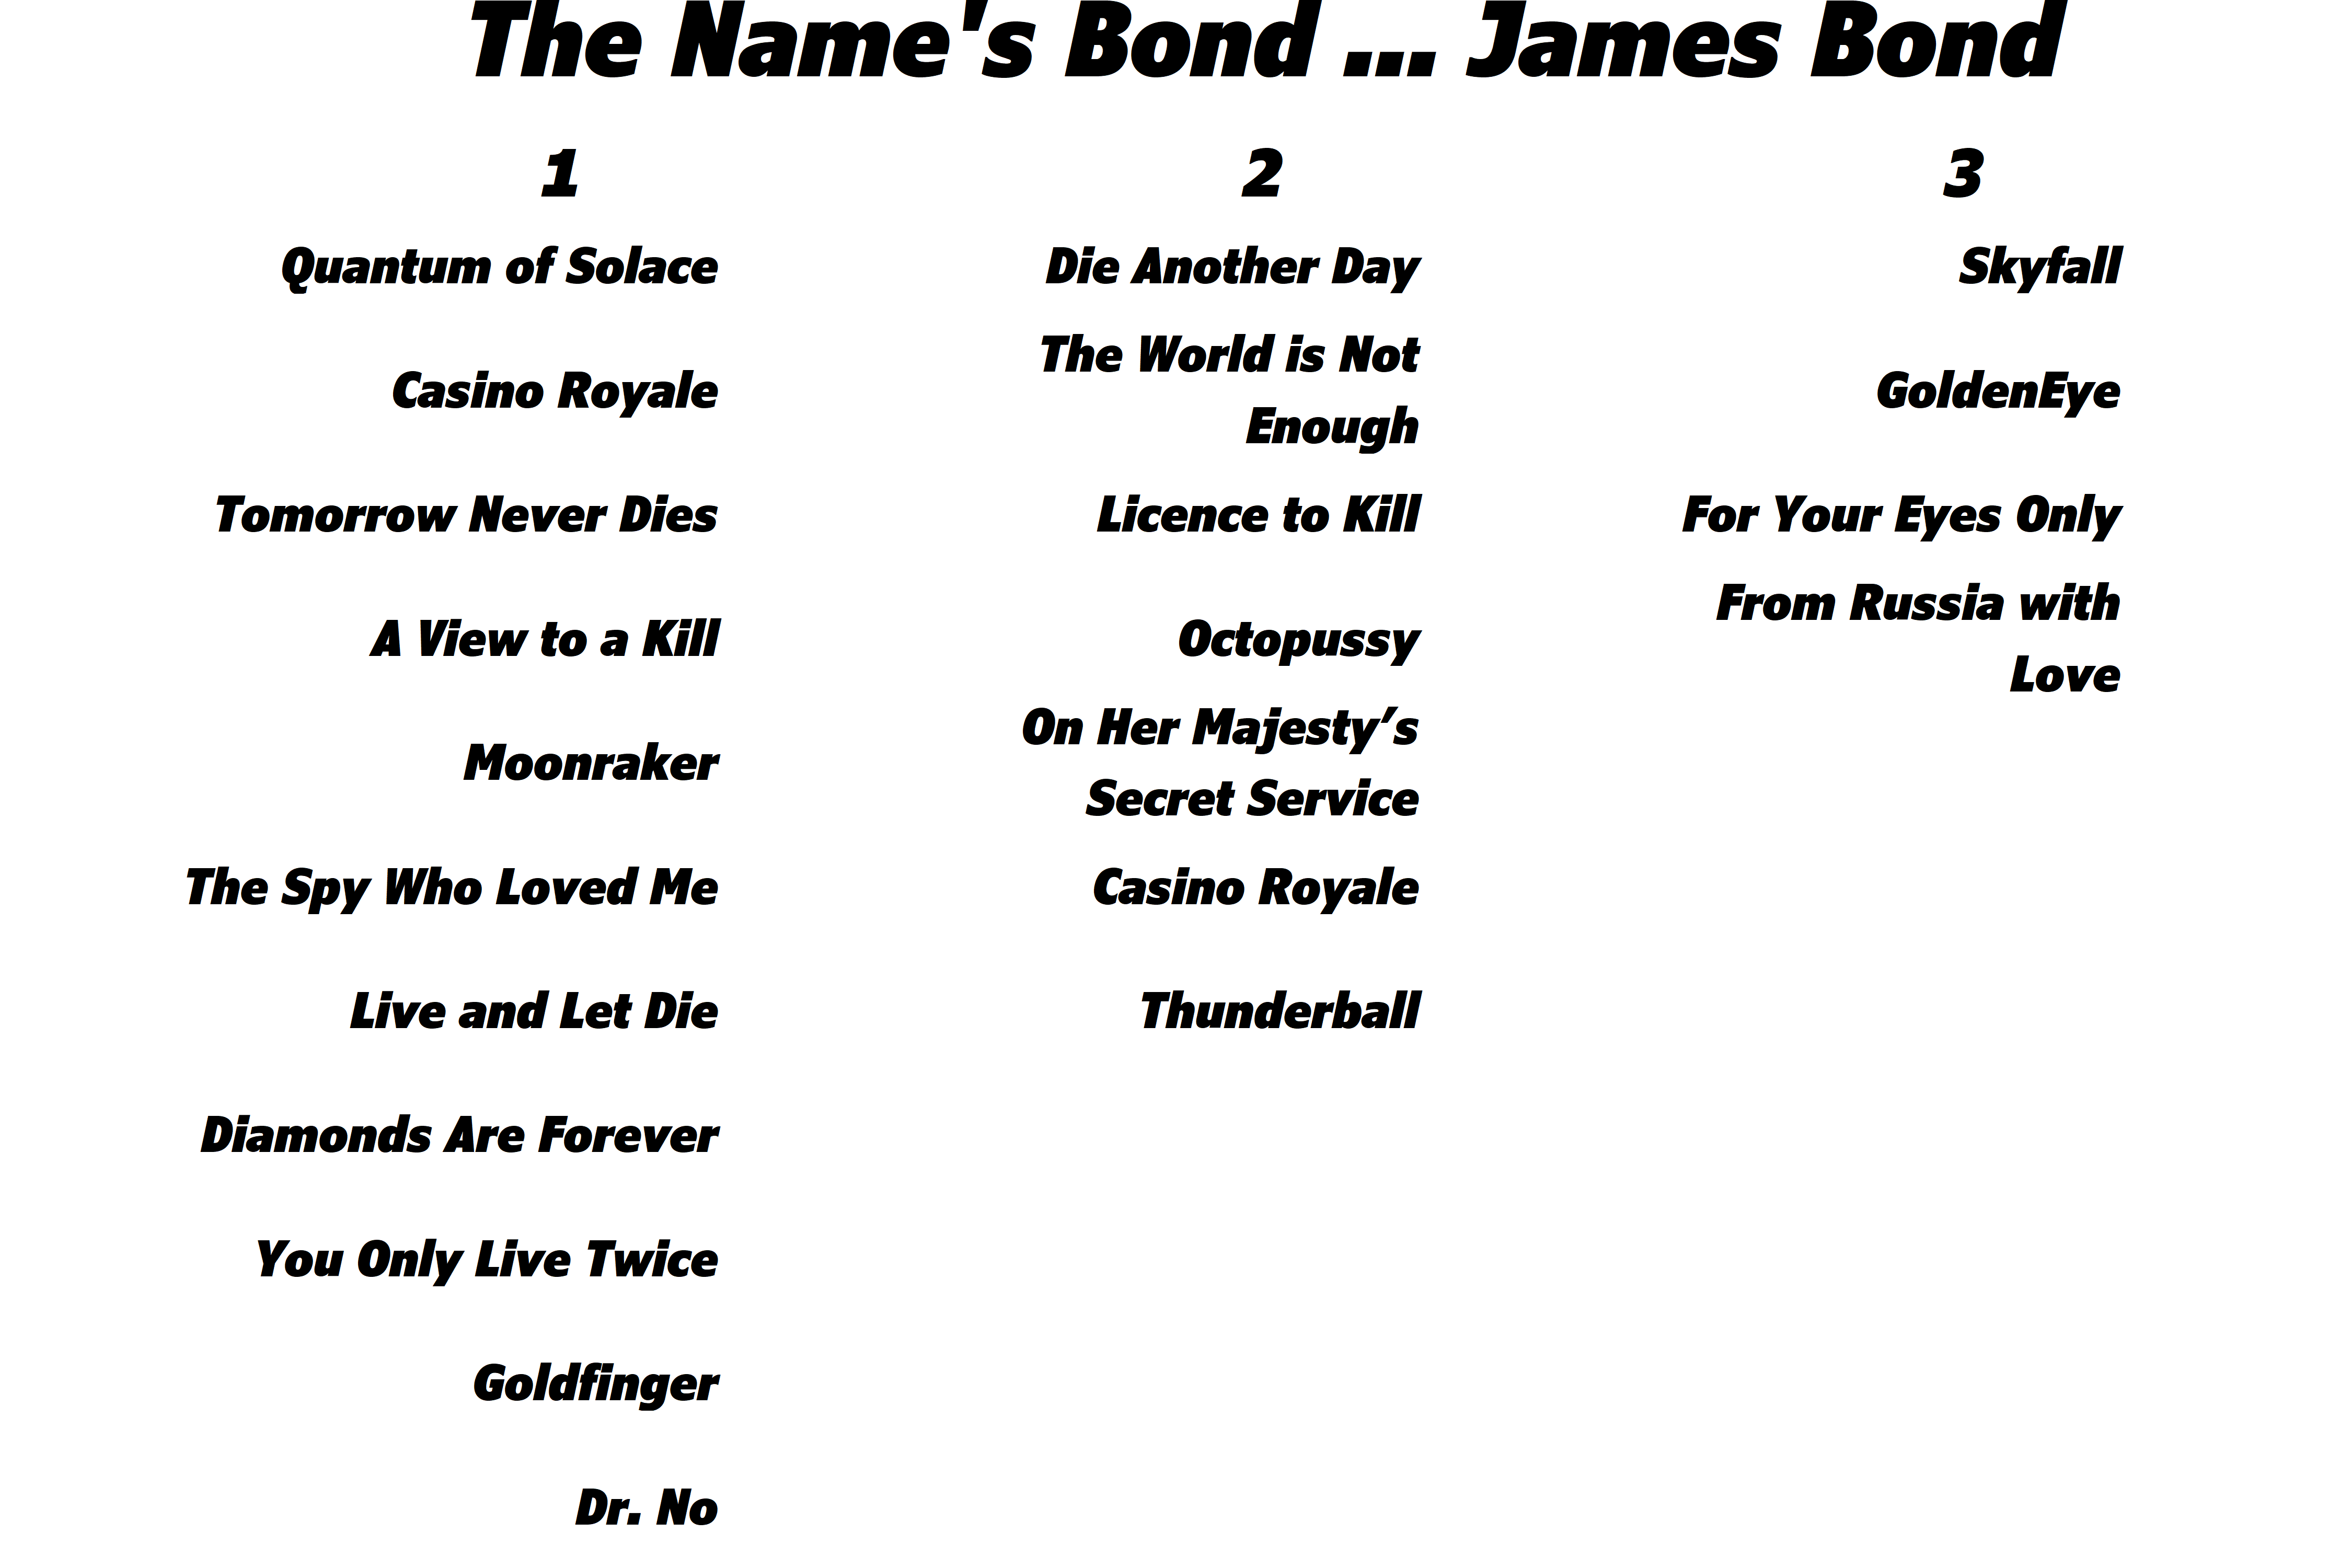 The Name's Bond ... James Bond
1
Quantum of Solace
Casino Royale
Tomorrow Never Dies
A View to a Kill
Moonraker
The Spy Who Loved Me
Live and Let Die
Diamonds Are Forever
You Only Live Twice
Goldfinger
Dr. No
2
Die Another Day
The World is Not
Enough
Licence to Kill
Octopussy
On Her Majesty’s
Secret Service
Casino Royale
Thunderball
3
Skyfall
GoldenEye
For Your Eyes Only
From Russia with
Love